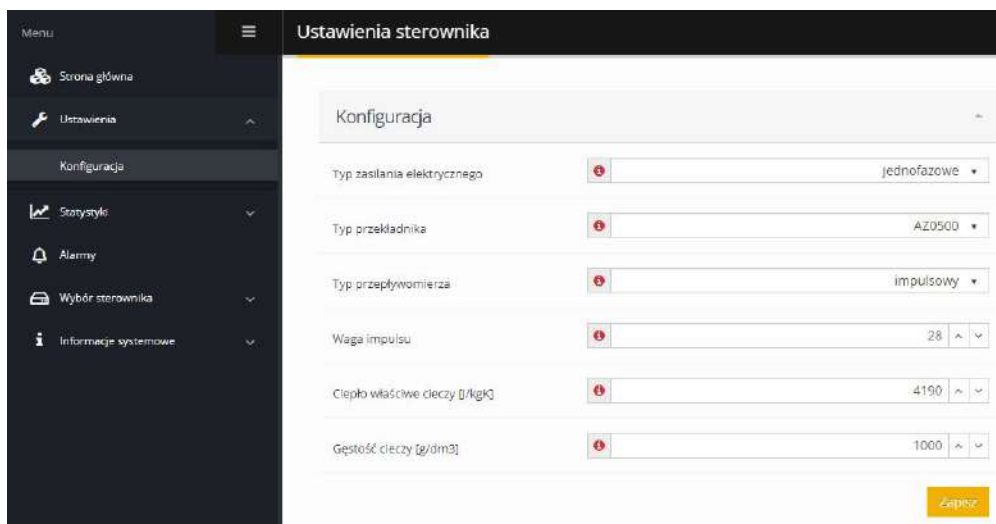 Menu
Ustawienia sterownika
Strona główna
Ustawienia
Konfiguracja
Statystyki
Alarmy
Wybór sterownika
Informacje systemowe
Konfiguracja
Typ zasilania elektrycznego jednofazowe
Typ przekładnika AZ0500
Typ przepływomierza impulsowy
Waga impulsu 28
Ciepło właściwe cieczy [J/kgK] 4190
Gęstość cieczy [g/dm3] 1000
Zapisz